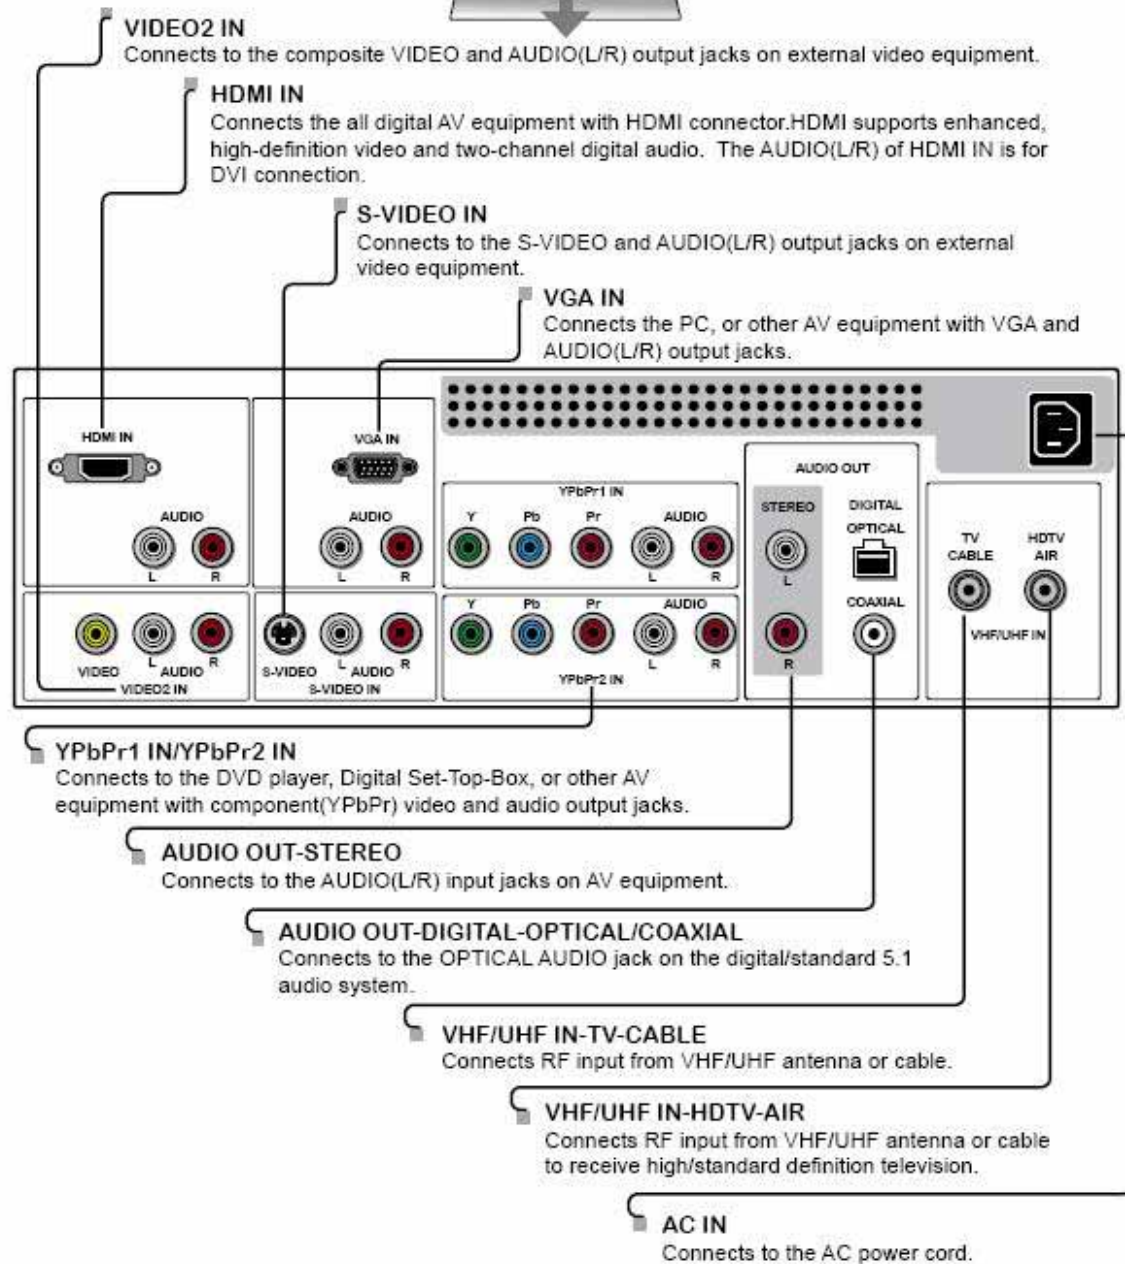 VIDEO2 IN
Connects to the composite VIDEO and AUDIO(L/R) output jacks on external video equipment.
HDMI IN
Connects the all digital AV equipment with HDMI connector.HDMI supports enhanced,
high-definition video and two-channel digital audio. The AUDIO(L/R) of HDMI IN is for
DVI connection.
S-VIDEO IN
Connects to the S-VIDEO and AUDIO(L/R) output jacks on external
video equipment.
VGA IN
Connects the PC, or other AV equipment with VGA and
AUDIO(L/R) output jacks.
HDMI IN
AUDIO
L R
VGA IN
AUDIO
L R
YPbPr1 IN
Y Pb Pr AUDIO
L R
VIDEO L AUDIO R
VIDEO2 IN
S-VIDEO L AUDIO R
S-VIDEO IN
Y Pb Pr AUDIO
L R
YPbPr2 IN
AUDIO OUT
STEREO
L
R
DIGITAL
OPTICAL
COAXIAL
TV
CABLE
HDTV
AIR
VHF/UHF IN
YPbPr1 IN/YPbPr2 IN
Connects to the DVD player, Digital Set-Top-Box, or other AV
equipment with component(YPbPr) video and audio output jacks.
AUDIO OUT-STEREO
Connects to the AUDIO(L/R) input jacks on AV equipment.
AUDIO OUT-DIGITAL-OPTICAL/COAXIAL
Connects to the OPTICAL AUDIO jack on the digital/standard 5.1
audio system.
VHF/UHF IN-TV-CABLE
Connects RF input from VHF/UHF antenna or cable.
VHF/UHF IN-HDTV-AIR
Connects RF input from VHF/UHF antenna or cable
to receive high/standard definition television.
AC IN
Connects to the AC power cord.